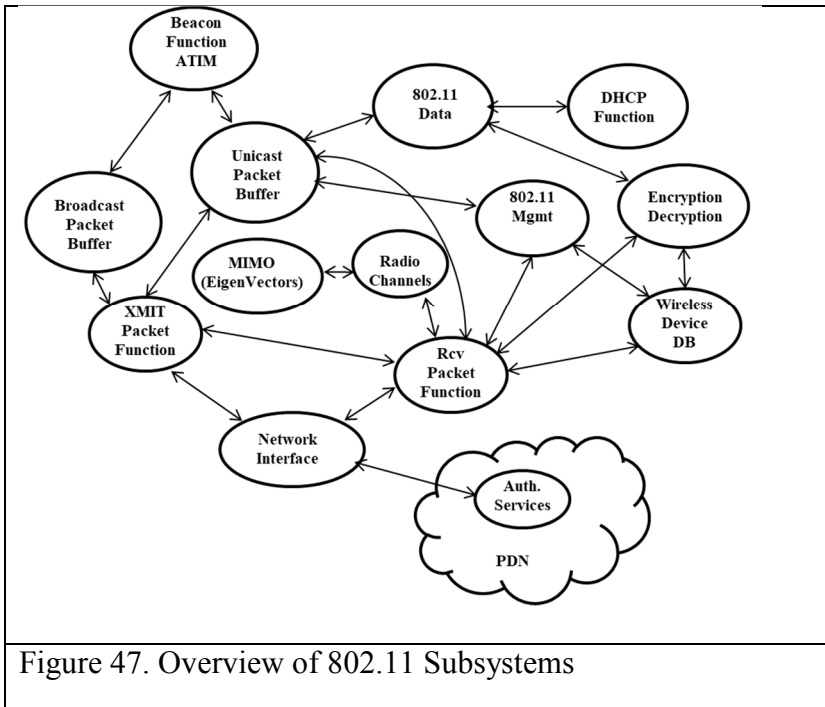 Beacon
Function
ATIM
802.11
Data
DHCP
Function
Unicast
Packet
Buffer
Broadcast
Packet
Buffer
802.11
Mgmt
Encryption
Decryption
MIMO
(EigenVectors)
Radio
Channels
XMIT
Packet
Function
Wireless
Device
DB
Rcv
Packet
Function
Network
Interface
Auth.
Services
PDN
Figure 47. Overview of 802.11 Subsystems